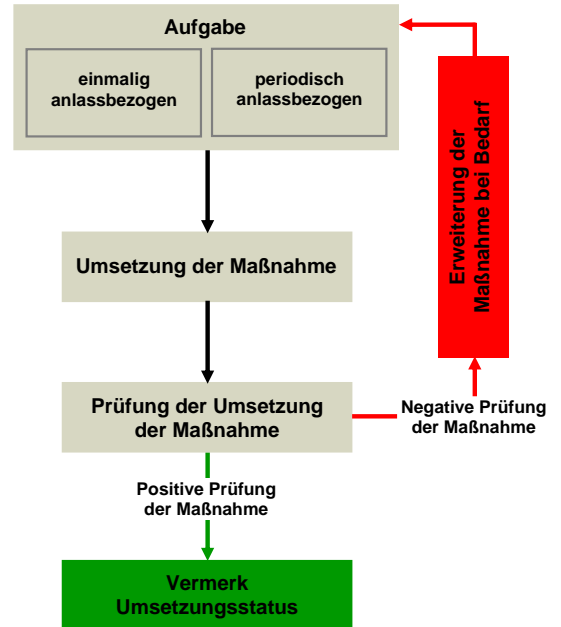 Aufgabe
einmalig
anlassbezogen
periodisch
anlassbezogen
Erweiterung der
Maßnahme bei Bedarf
Umsetzung der Maßnahme
Prüfung der Umsetzung
der Maßnahme
Negative Prüfung
der Maßnahme
Positive Prüfung
der Maßnahme
Vermerk
Umsetzungsstatus